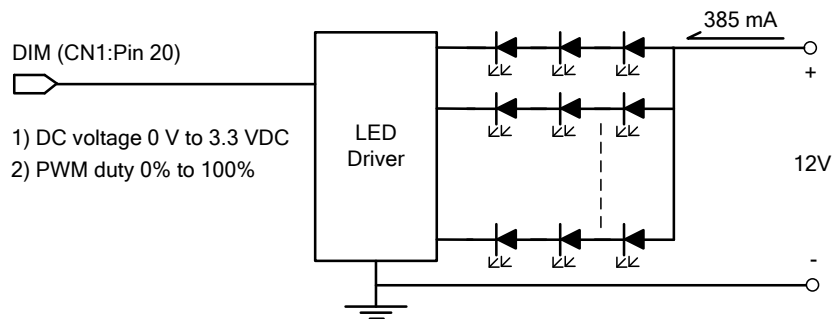 385 mA
DIM (CN1:Pin 20)
+
1) DC voltage 0 V to 3.3 VDC
2) PWM duty 0% to 100%
LED
Driver
12V
-